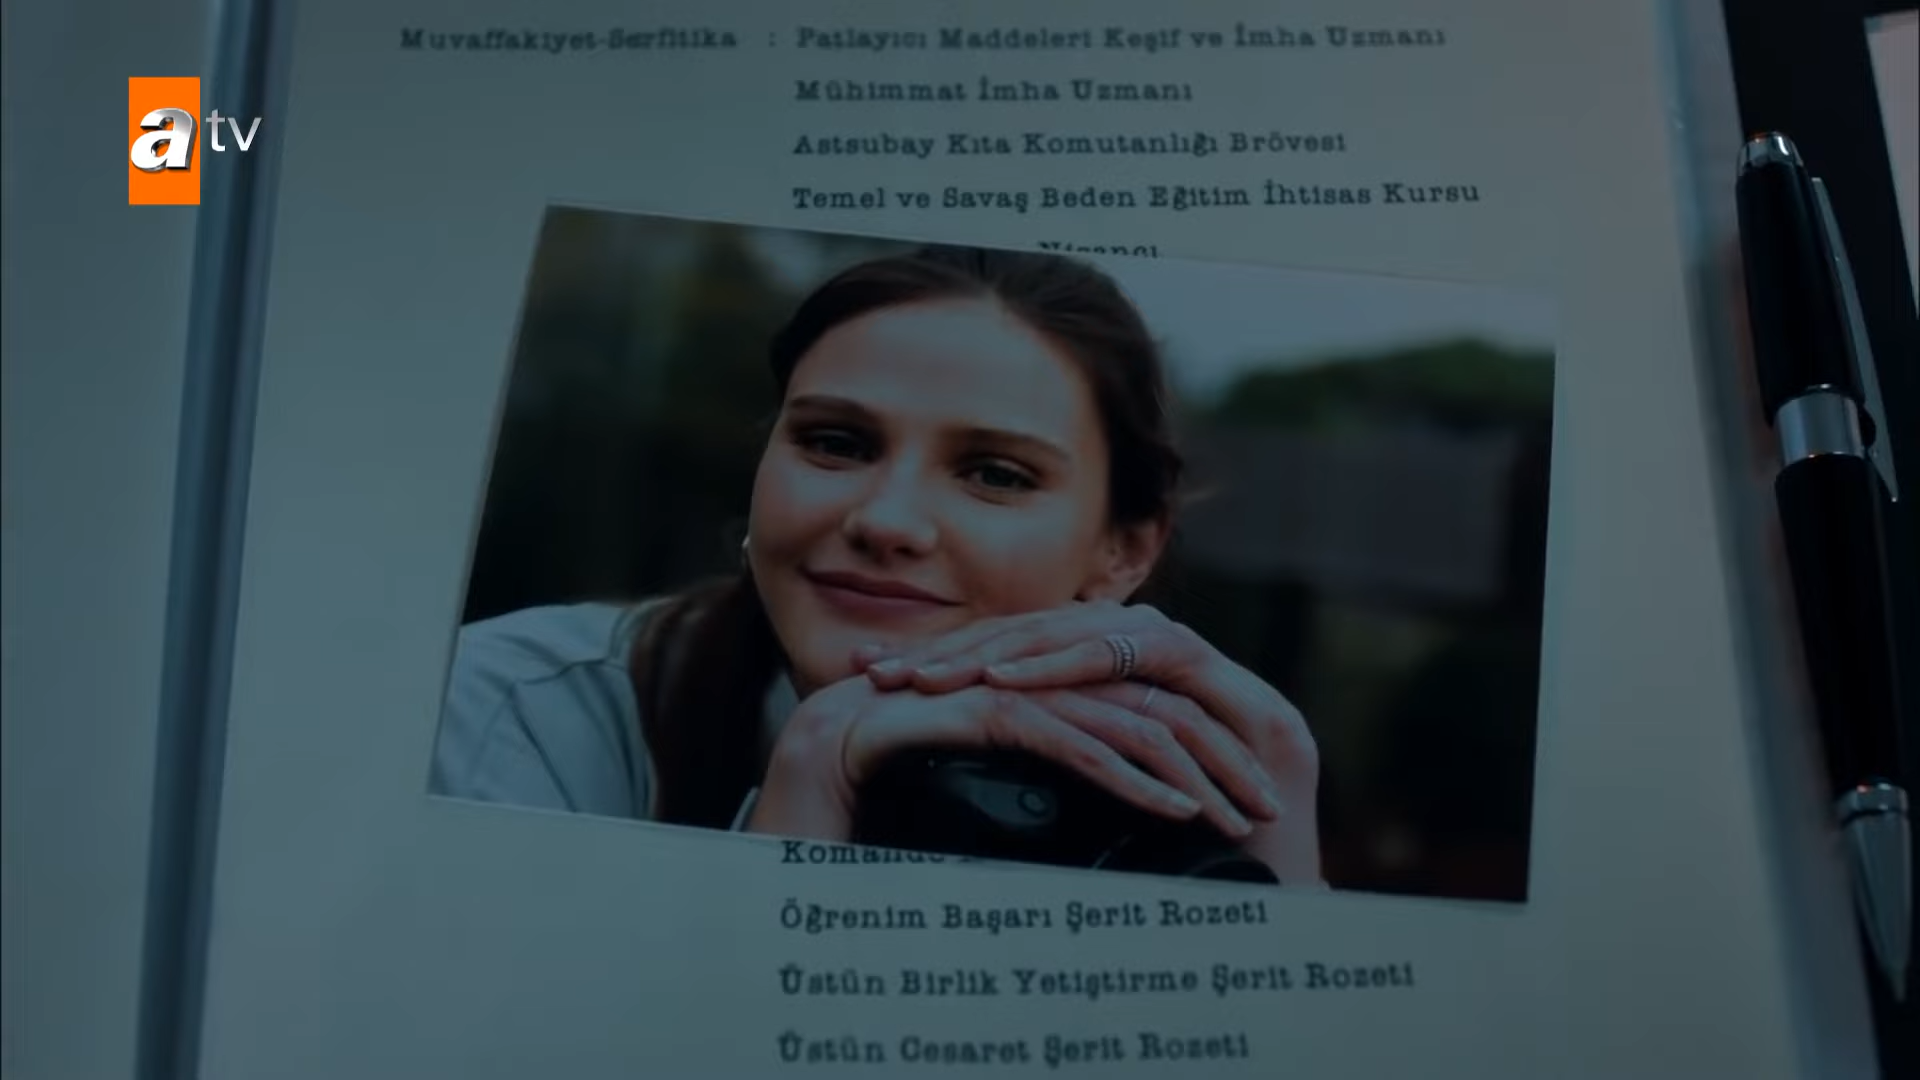 Muvaffakiyet-Serfitika : Patlayıcı Maddeleri Keşif ve İmha Uzmanı
atv
Mühimmat İmha Uzmanı
Astsubay Kıta Komutanlığı Brövesi
Temel ve Savaş Beden Eğitim İhtisas Kursu
Öğrenim Başarı Şerit Rozeti
Üstün Birlik Yetiştirme Şerit Rozeti
Üstün Cesaret Şerit Rozeti